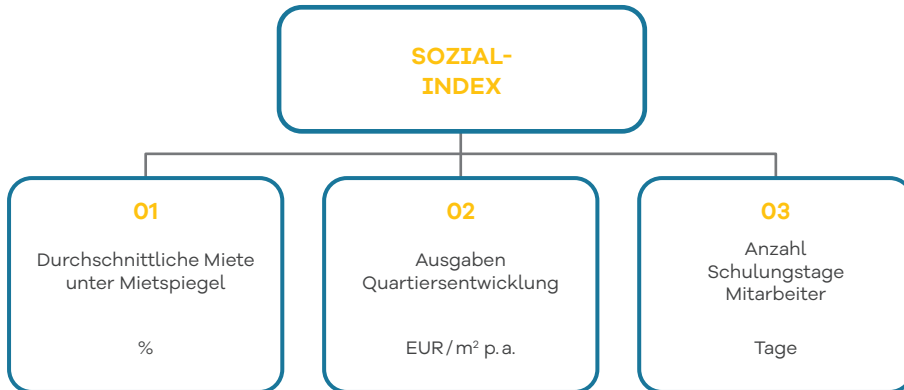 SOZIAL-
INDEX
01
Durchschnittliche Miete
unter Mietspiegel
%
02
Ausgaben
Quartiersentwicklung
EUR / m² p. a.
03
Anzahl
Schulungstage
Mitarbeiter
Tage